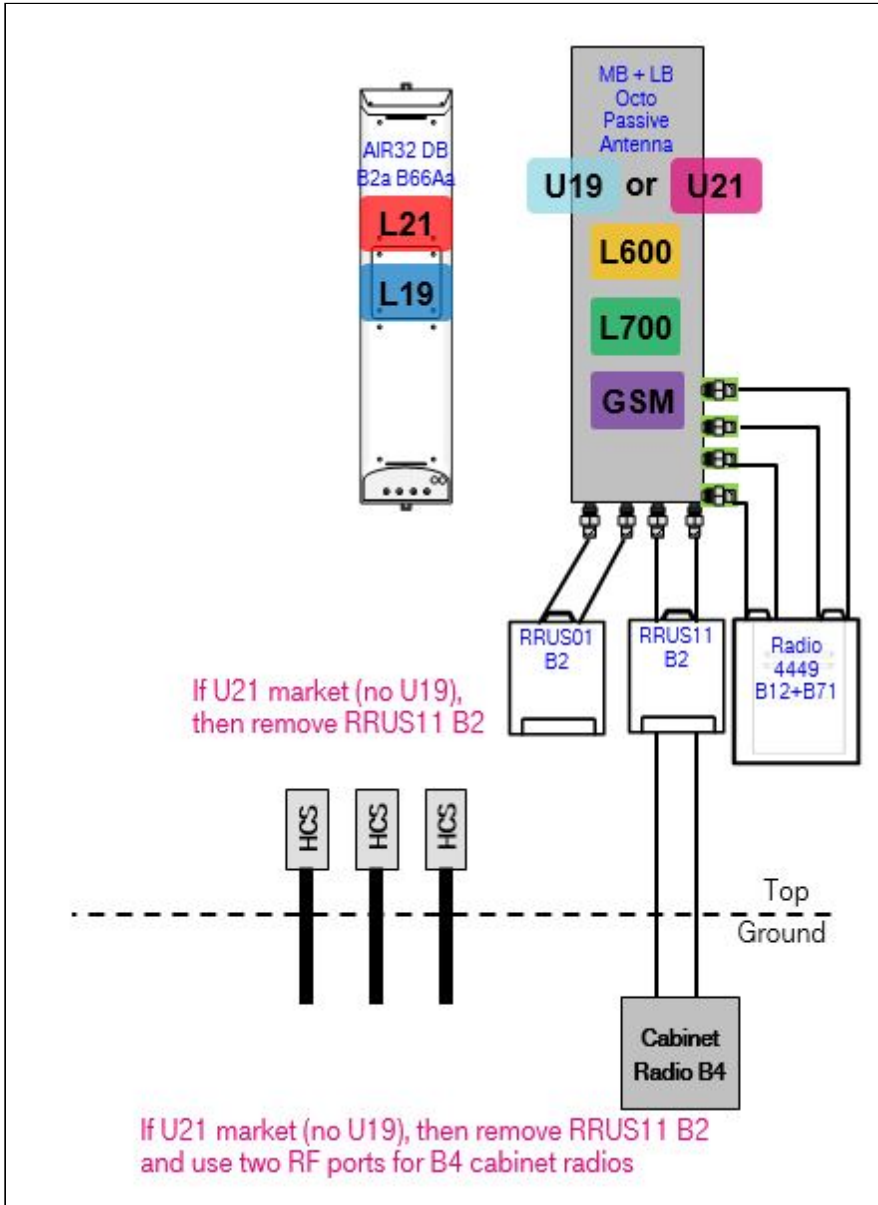 MB + LB
Octo
Passive
Antenna
AIR32 DB
B2a B66Aa
U19 or U21
L21
L600
L19
L700
GSM
RRUS01
B2
RRUS11
B2
Radio
4449
B12+B71
If U21 market (no U19),
then remove RRUS11 B2
HCS
HCS
HCS
Top
Ground
Cabinet
Radio B4
If U21 market (no U19), then remove RRUS11 B2
and use two RF ports for B4 cabinet radios